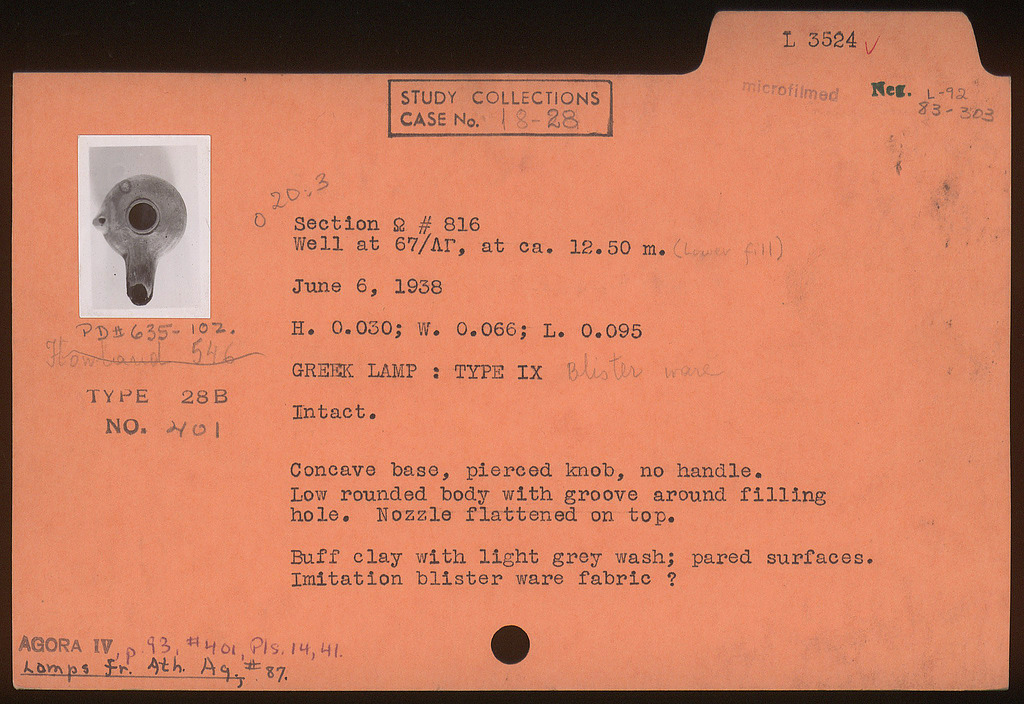 L 3524 ✓
microfilmed
Neg. L-92
83-303
STUDY COLLECTIONS
CASE No. 18-28
O 20:3
Section Ω # 816
Well at 67/ΛΓ, at ca. 12.50 m. (Lower fill)
June 6, 1938
H. 0.030; W. 0.066; L. 0.095
GREEK LAMP : TYPE IX Blister ware
Intact.
PD# 635-102.
Howland 546
TYPE 28B
NO. 401
Concave base, pierced knob, no handle.
Low rounded body with groove around filling
hole. Nozzle flattened on top.
Buff clay with light grey wash; pared surfaces.
Imitation blister ware fabric ?
AGORA IV, p. 93, #401, Pls. 14, 41.
Lamps fr. Ath. Ag, # 87.